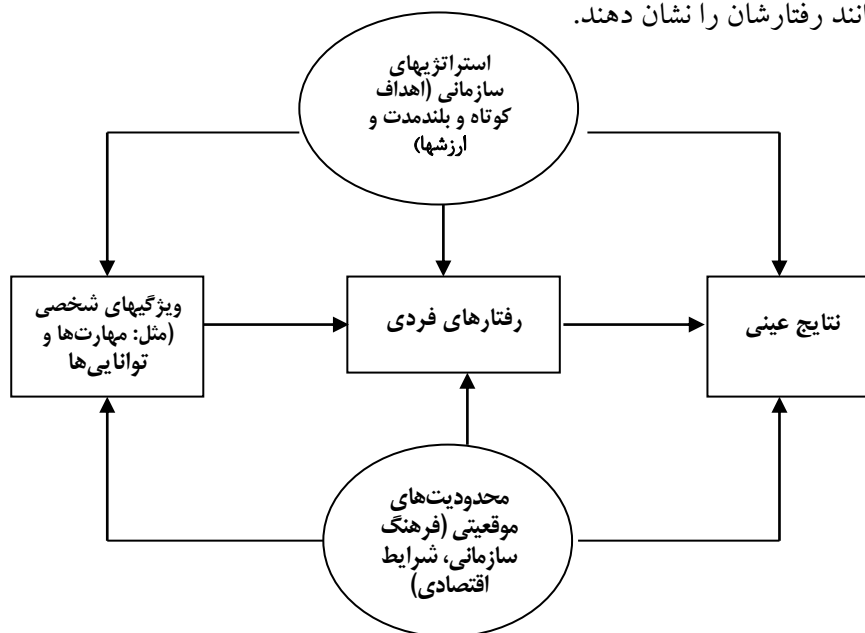 انند رفتارشان را نشان دهند.
استراتژیهای
سازمانی (اهداف
کوتاه و بلندمدت و
ارزشها)
ویژگیهای شخصی
(مثل: مهارت‌ها و
توانایی‌ها
رفتارهای فردی
نتایج عینی
محدودیت‌های
موقعیتی (فرهنگ
سازمانی، شرایط
اقتصادی)